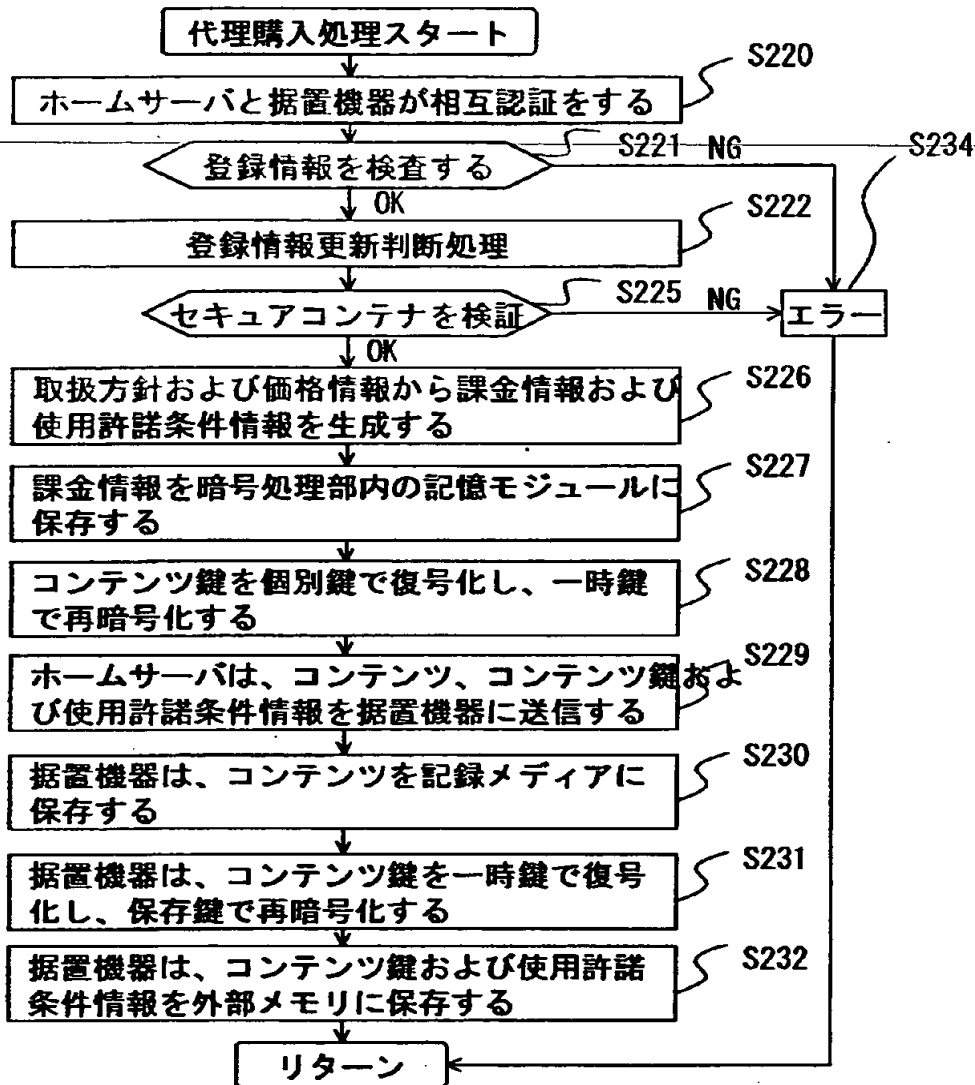 代理購入処理スタート
S220
ホームサーバと据置機器が相互認証をする
S221 NG
S234
登録情報を検査する
OK
S222
登録情報更新判断処理
S225 NG
セキュアコンテナを検証
エラー
OK
S226
取扱方針および価格情報から課金情報および
使用許諾条件情報を生成する
S227
課金情報を暗号処理部内の記憶モジュールに
保存する
S228
コンテンツ鍵を個別鍵で復号化し、一時鍵
で再暗号化する
S229
ホームサーバは、コンテンツ、コンテンツ鍵およ
び使用許諾条件情報を据置機器に送信する
S230
据置機器は、コンテンツを記録メディアに
保存する
S231
据置機器は、コンテンツ鍵を一時鍵で復号
化し、保存鍵で再暗号化する
S232
据置機器は、コンテンツ鍵および使用許諾
条件情報を外部メモリに保存する
リターン